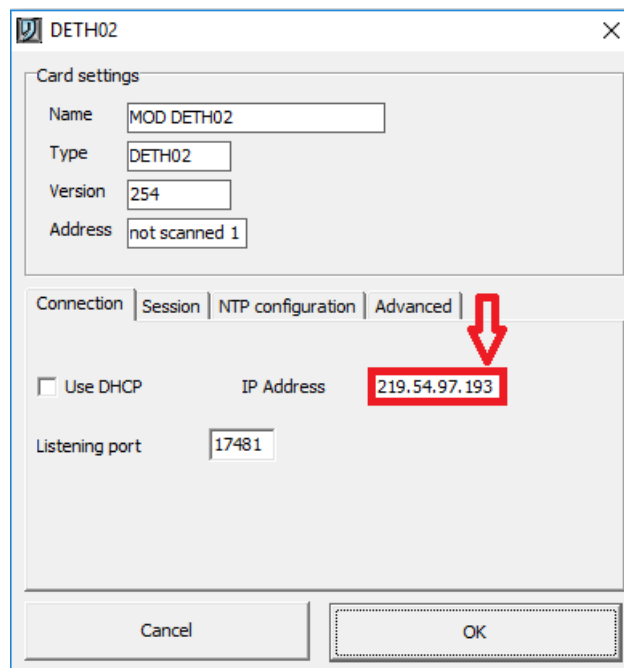 DETH02
Card settings
Name MOD DETH02
Type DETH02
Version 254
Address not scanned 1
Connection Session NTP configuration Advanced
Use DHCP IP Address 219.54.97.193
Listening port 17481
Cancel OK